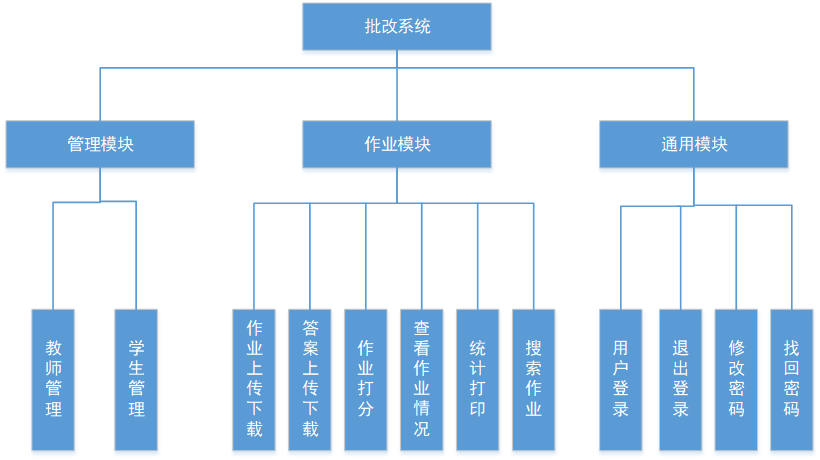 批改系统
管理模块
作业模块
通用模块
教师管理
学生管理
作业上传下载
答案上传下载
作业打分
查看作业情况
统计打印
搜索作业
用户登录
退出登录
修改密码
找回密码